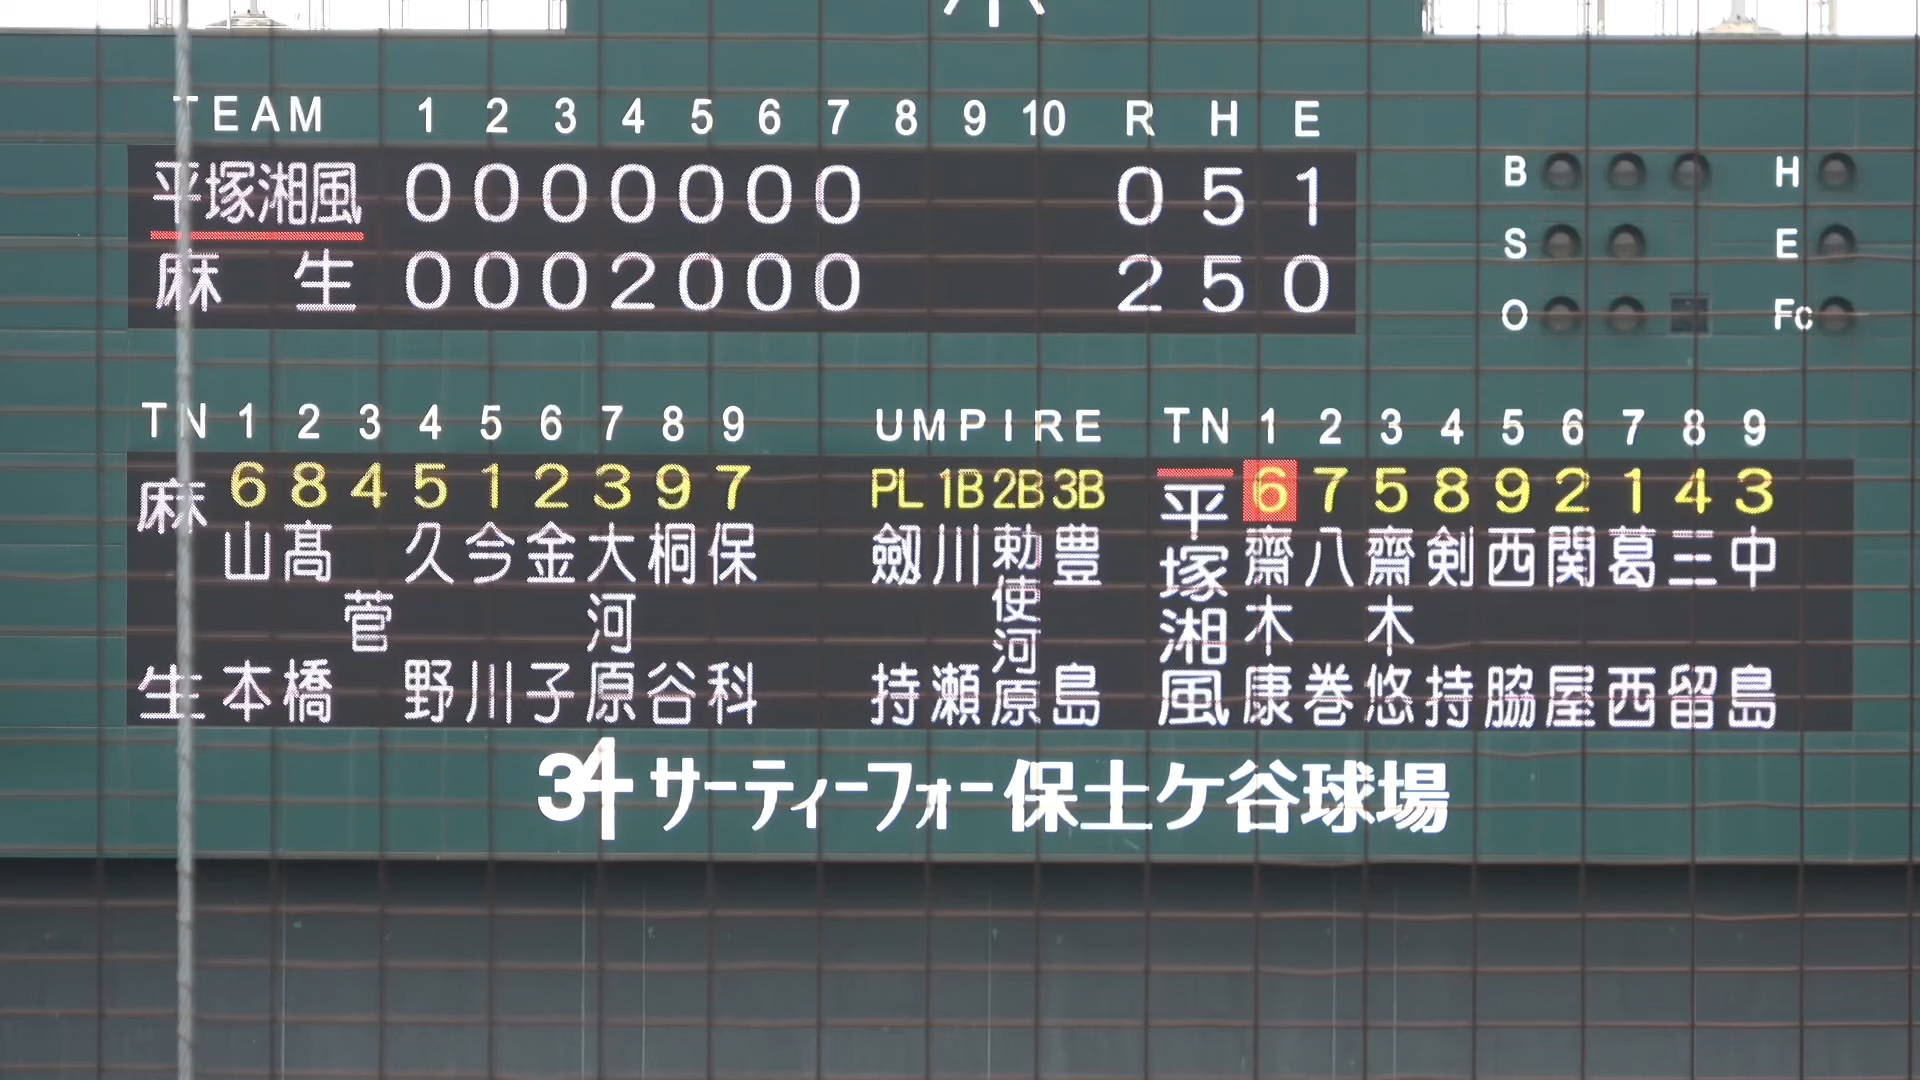 TEAM 1 2 3 4 5 6 7 8 9 10 R H E
平塚湘風 0 0 0 0 0 0 0 0 5 1
麻生 0 0 0 2 0 0 0 2 5 0
B H
S E
O Fc
TN 1 2 3 4 5 6 7 8 9 UMPIRE TN 1 2 3 4 5 6 7 8 9
6 8 4 5 1 2 3 9 7 PL 1B 2B 3B 6 7 5 8 9 2 1 4 3
麻生 山本 髙橋 菅 久野 今川 金子 大河原 桐谷 保科
劔持 川瀬 勅使河原 豊島
平塚湘風 齋木康 八巻 齋木悠 剣持 西脇 関屋 葛西 三留 中島
34 サーティーフォー保土ケ谷球場